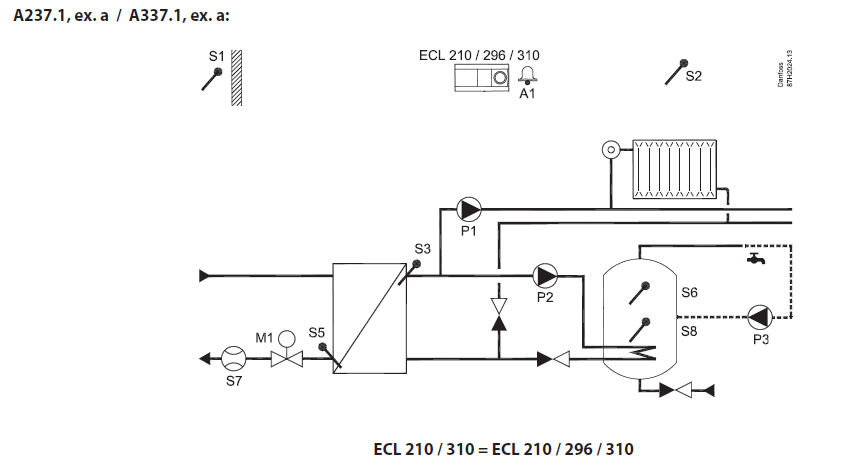 A237.1, ex. a / A337.1, ex. a:
S1
ECL 210 / 296 / 310
A1
S2
Danfoss
87H2024.13
P1
S3
P2
S6
S8
P3
M1
S5
S7
ECL 210 / 310 = ECL 210 / 296 / 310